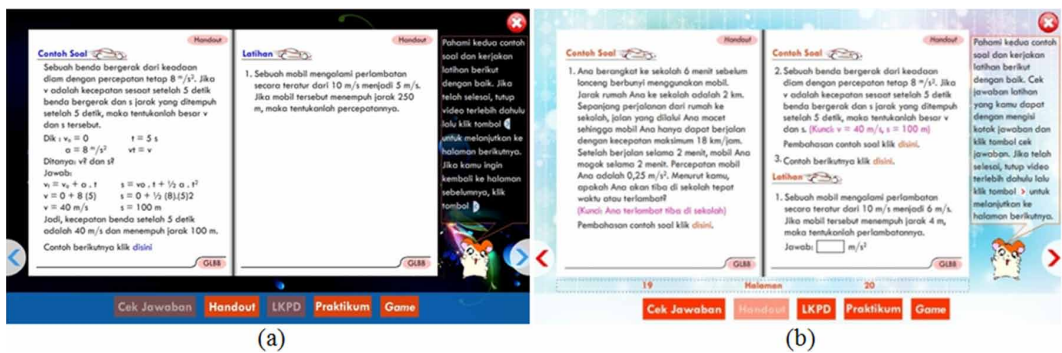 Handout
Contoh Soal
Sebuah benda bergerak dari keadaan
diam dengan percepatan tetap 8 m/s². Jika
v adalah kecepatan sesaat setelah 5 detik
benda bergerak dan s jarak yang ditempuh
setelah 5 detik, maka tentukanlah besar v
dan s tersebut.
Dik : v₀ = 0 t = 5 s
a = 8 m/s² vt = v
Ditanya: v? dan s?
Jawab:
vₜ = v₀ + a . t s = vo . t + ½ a . t²
v = 0 + 8 (5) s = 0 + ½ (8).(5)2
v = 40 m/s s = 100 m
Jadi, kecepatan benda setelah 5 detik
adalah 40 m/s dan menempuh jarak 100 m.
Contoh berikutnya klik disini
GLBB
Handout
Latihan
1. Sebuah mobil mengalami perlambatan
secara teratur dari 10 m/s menjadi 5 m/s.
Jika mobil tersebut menempuh jarak 250
m, maka tentukanlah percepatannya.
GLBB
Pahami kedua contoh
soal dan kerjakan
latihan berikut
dengan baik. Jika
telah selesai, tutup
video terlebih dahulu
lalu klik tombol
untuk melanjutkan ke
halaman berikutnya.
Jika kamu ingin
kembali ke halaman
sebelumnya, klik
tombol
Cek Jawaban Handout LKPD Praktikum Game
(a)
Handout
Contoh Soal
1. Ana berangkat ke sekolah 6 menit sebelum
lonceng berbunyi menggunakan mobil.
Jarak rumah Ana ke sekolah adalah 2 km.
Sepanjang perjalanan dari rumah ke
sekolah, jalan yang dilalui Ana macet
sehingga mobil Ana hanya dapat berjalan
dengan kecepatan maksimum 18 km/jam.
Setelah berjalan selama 2 menit, mobil Ana
mogok selama 2 menit. Percepatan mobil
Ana adalah 0,25 m/s². Menurut kamu,
apakah Ana akan tiba di sekolah tepat
waktu atau terlambat?
(Kunci: Ana terlambat tiba di sekolah)
Pembahasan contoh soal klik disini.
GLBB
Handout
Contoh Soal
2. Sebuah benda bergerak dari keadaan
diam dengan percepatan tetap 8 m/s². Jika
v adalah kecepatan sesaat setelah 5 detik
benda bergerak dan s jarak yang ditempuh
setelah 5 detik, maka tentukanlah besar v
dan s. (Kunci: v = 40 m/s, s = 100 m)
Pembahasan contoh soal klik disini.
3. Contoh berikutnya klik disini.
Latihan
1. Sebuah mobil mengalami perlambatan
secara teratur dari 10 m/s menjadi 6 m/s.
Jika mobil tersebut menempuh jarak 4 m,
maka tentukanlah perlambatannya.
Jawab: m/s²
GLBB
Pahami kedua contoh
soal dan kerjakan
latihan berikut
dengan baik. Cek
jawaban latihan
yang kamu dapat
dengan mengisi
kotak jawaban dan
klik tombol cek
jawaban. Jika telah
selesai, tutup video
terlebih dahulu lalu
klik tombol untuk
melanjutkan ke
halaman berikutnya.
19 Halaman 20
Cek Jawaban Handout LKPD Praktikum Game
(b)